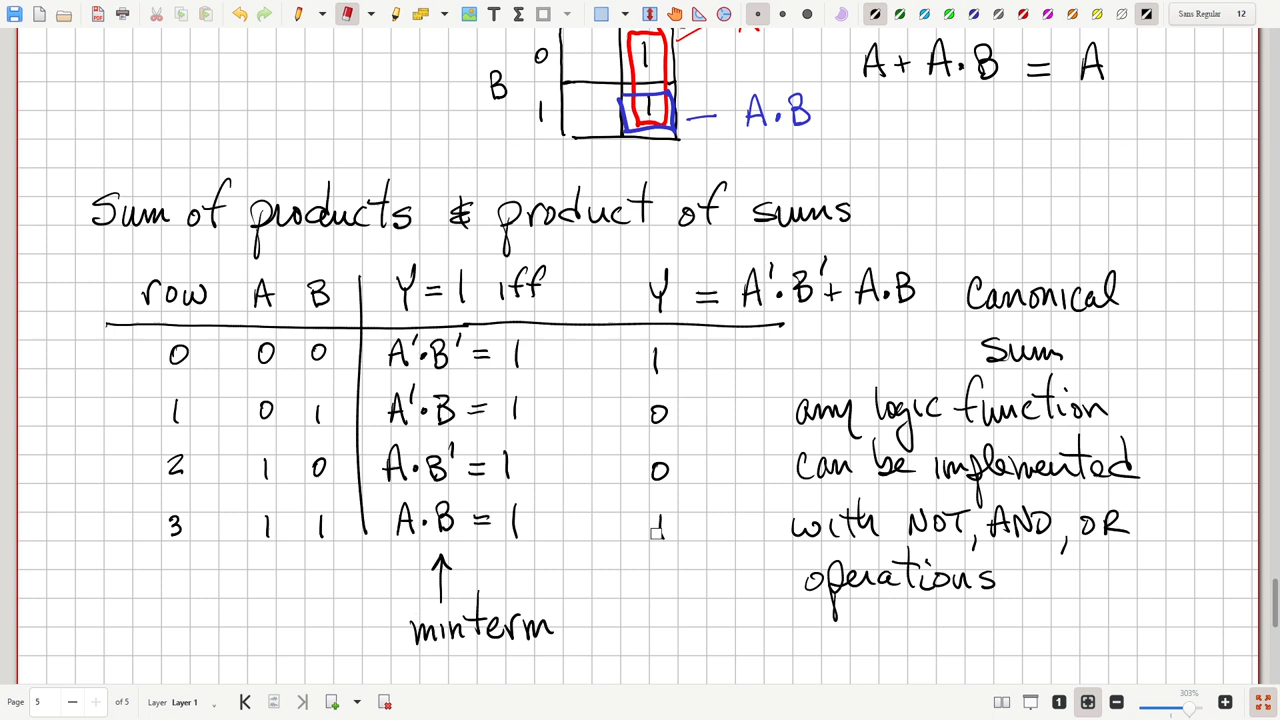 Sans Regular 12
0 1 A + A·B = A
B
1 1 — A·B
Sum of products & product of sums
row A B Y=1 iff Y = A'·B' + A·B Canonical
0 0 0 A'·B' = 1 1 sum
1 0 1 A'·B = 1 0 any logic function
2 1 0 A·B' = 1 0 can be implemented
3 1 1 A·B = 1 1 with NOT, AND, OR
operations
minterm
Page 5 of 5 Layer Layer 1 303%